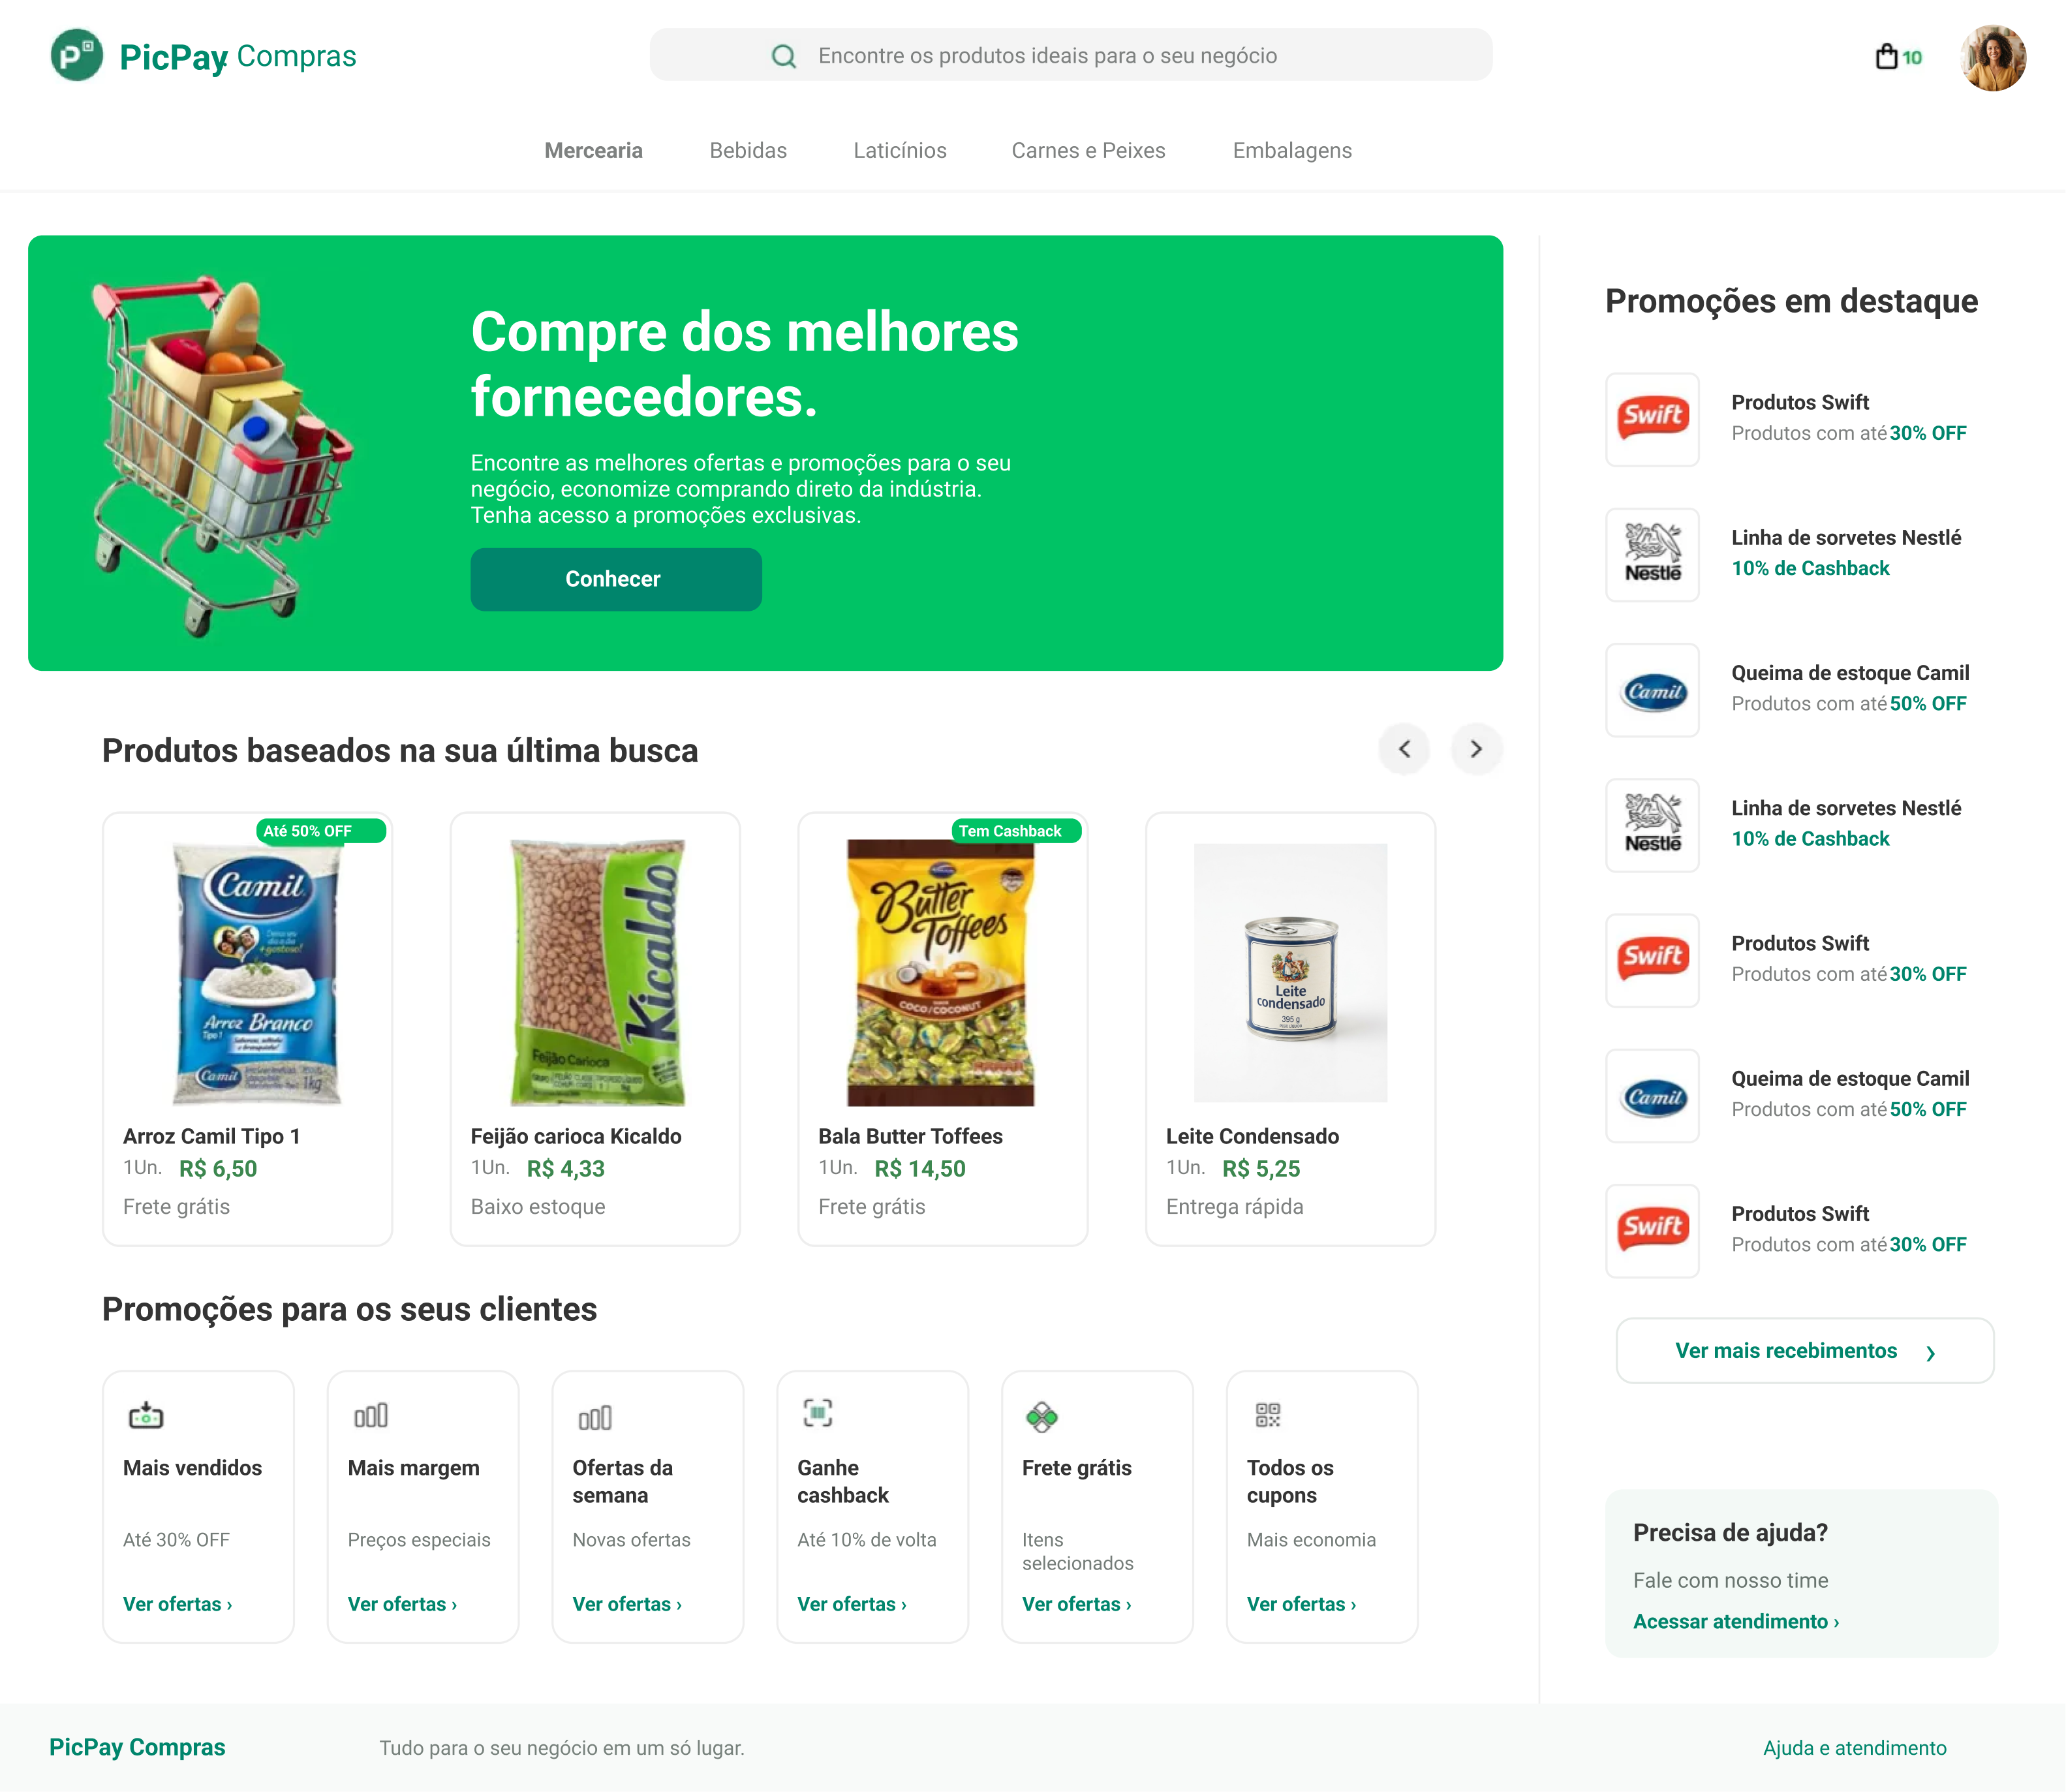 PicPay Compras
Encontre os produtos ideais para o seu negócio
10
Mercearia
Bebidas
Laticínios
Carnes e Peixes
Embalagens
Compre dos melhores
fornecedores.
Encontre as melhores ofertas e promoções para o seu
negócio, economize comprando direto da indústria.
Tenha acesso a promoções exclusivas.
Conhecer
Produtos baseados na sua última busca
Até 50% OFF
Camil
+gostoso!
Arroz Branco
Tipo 1
Camil
1kg
Arroz Camil Tipo 1
1Un. R$ 6,50
Frete grátis
Kicaldo
Feijão Carioca
Feijão carioca Kicaldo
1Un. R$ 4,33
Baixo estoque
Tem Cashback
Butter
Toffees
COCO/COCONUT
Bala Butter Toffees
1Un. R$ 14,50
Frete grátis
Leite
condensado
395 g
Leite Condensado
1Un. R$ 5,25
Entrega rápida
Promoções para os seus clientes
Mais vendidos
Até 30% OFF
Ver ofertas ›
Mais margem
Preços especiais
Ver ofertas ›
Ofertas da
semana
Novas ofertas
Ver ofertas ›
Ganhe
cashback
Até 10% de volta
Ver ofertas ›
Frete grátis
Itens
selecionados
Ver ofertas ›
Todos os
cupons
Mais economia
Ver ofertas ›
Promoções em destaque
Swift
Produtos Swift
Produtos com até 30% OFF
Nestlé
Linha de sorvetes Nestlé
10% de Cashback
Camil
Queima de estoque Camil
Produtos com até 50% OFF
Nestlé
Linha de sorvetes Nestlé
10% de Cashback
Swift
Produtos Swift
Produtos com até 30% OFF
Camil
Queima de estoque Camil
Produtos com até 50% OFF
Swift
Produtos Swift
Produtos com até 30% OFF
Ver mais recebimentos ›
Precisa de ajuda?
Fale com nosso time
Acessar atendimento ›
PicPay Compras
Tudo para o seu negócio em um só lugar.
Ajuda e atendimento